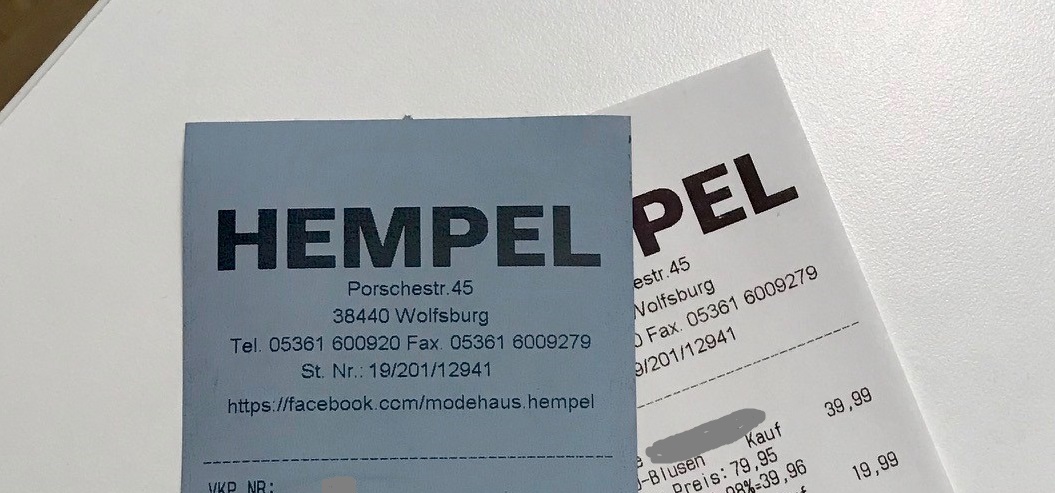 HEMPEL
Porschestr.45
38440 Wolfsburg
Tel. 05361 600920 Fax. 05361 6009279
St. Nr.: 19/201/12941
https://facebook.com/modehaus.hempel
VKP NR:
PEL
estr.45
Wolfsburg
0 Fax. 05361 6009279
9/201/12941
39,99
Kauf
-Blusen
Preis:79,95
98%=39,96
19,99